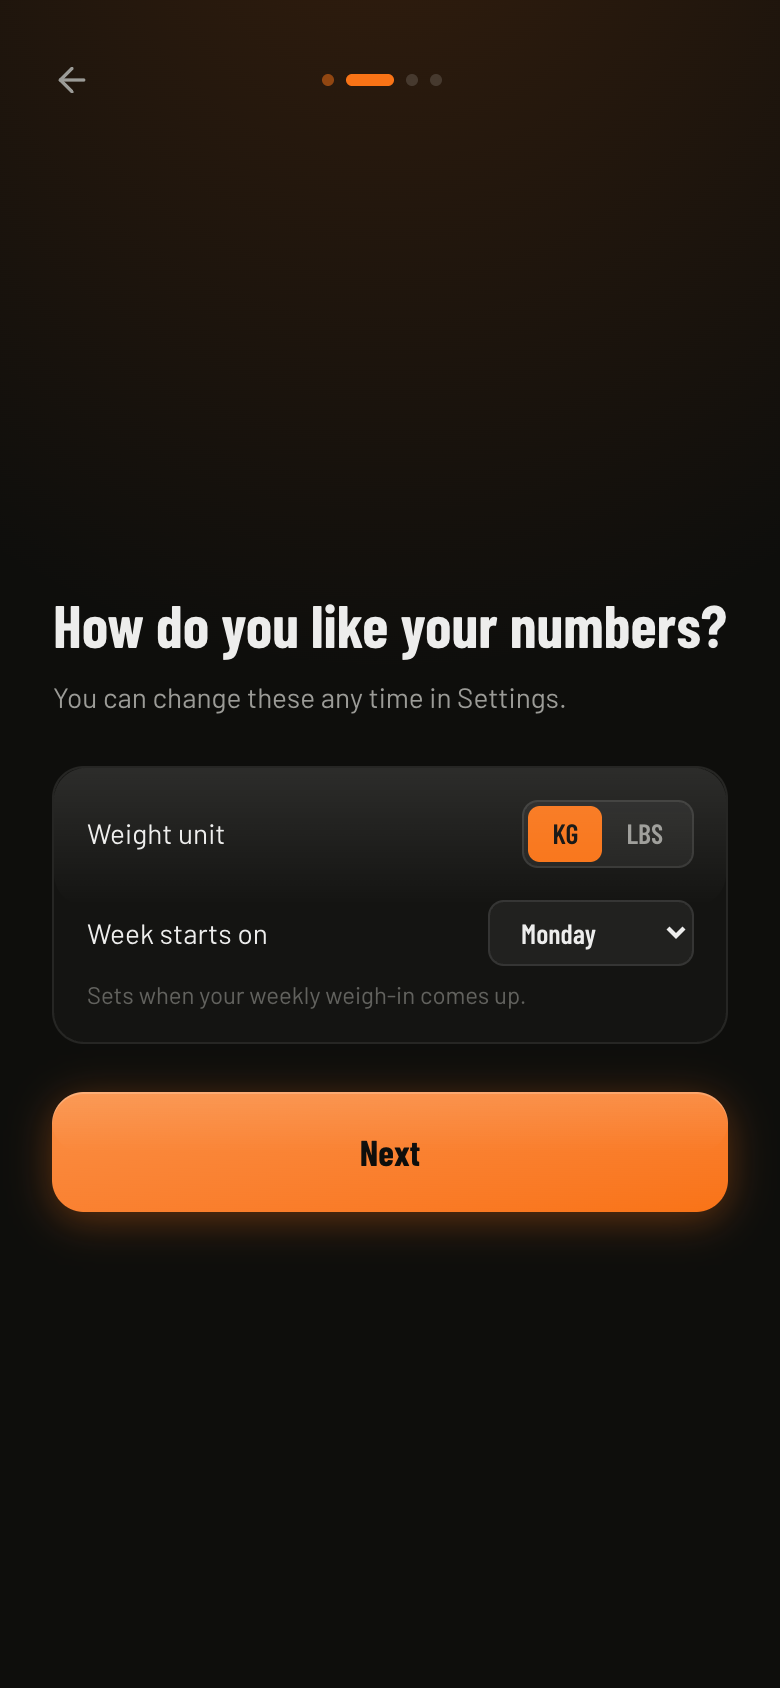 How do you like your numbers?
You can change these any time in Settings.
Weight unit
KG
LBS
Week starts on
Monday
Sets when your weekly weigh-in comes up.
Next